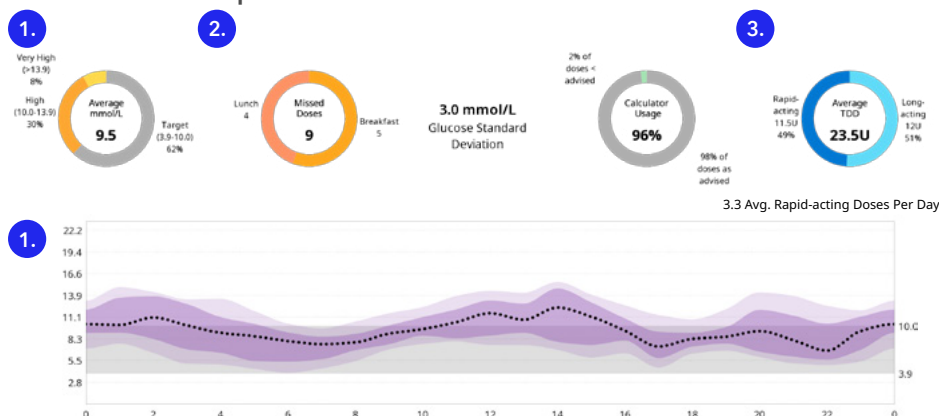 1.
2.
3.
Very High
(>13.9)
8%
High
(10.0-13.9)
30%
Average
mmol/L
9.5
Target
(3.9-10.0)
62%
Lunch
4
Missed
Doses
9
Breakfast
5
3.0 mmol/L
Glucose Standard
Deviation
2% of
doses <
advised
Calculator
Usage
96%
98% of
doses as
advised
Rapid-
acting
11.5U
49%
Average
TDD
23.5U
Long-
acting
12U
51%
3.3 Avg. Rapid-acting Doses Per Day
1.
22.2
19.4
16.6
13.9
11.1
8.3
5.5
2.8
10.0
3.9
0 2 4 6 8 10 12 14 16 18 20 22 0